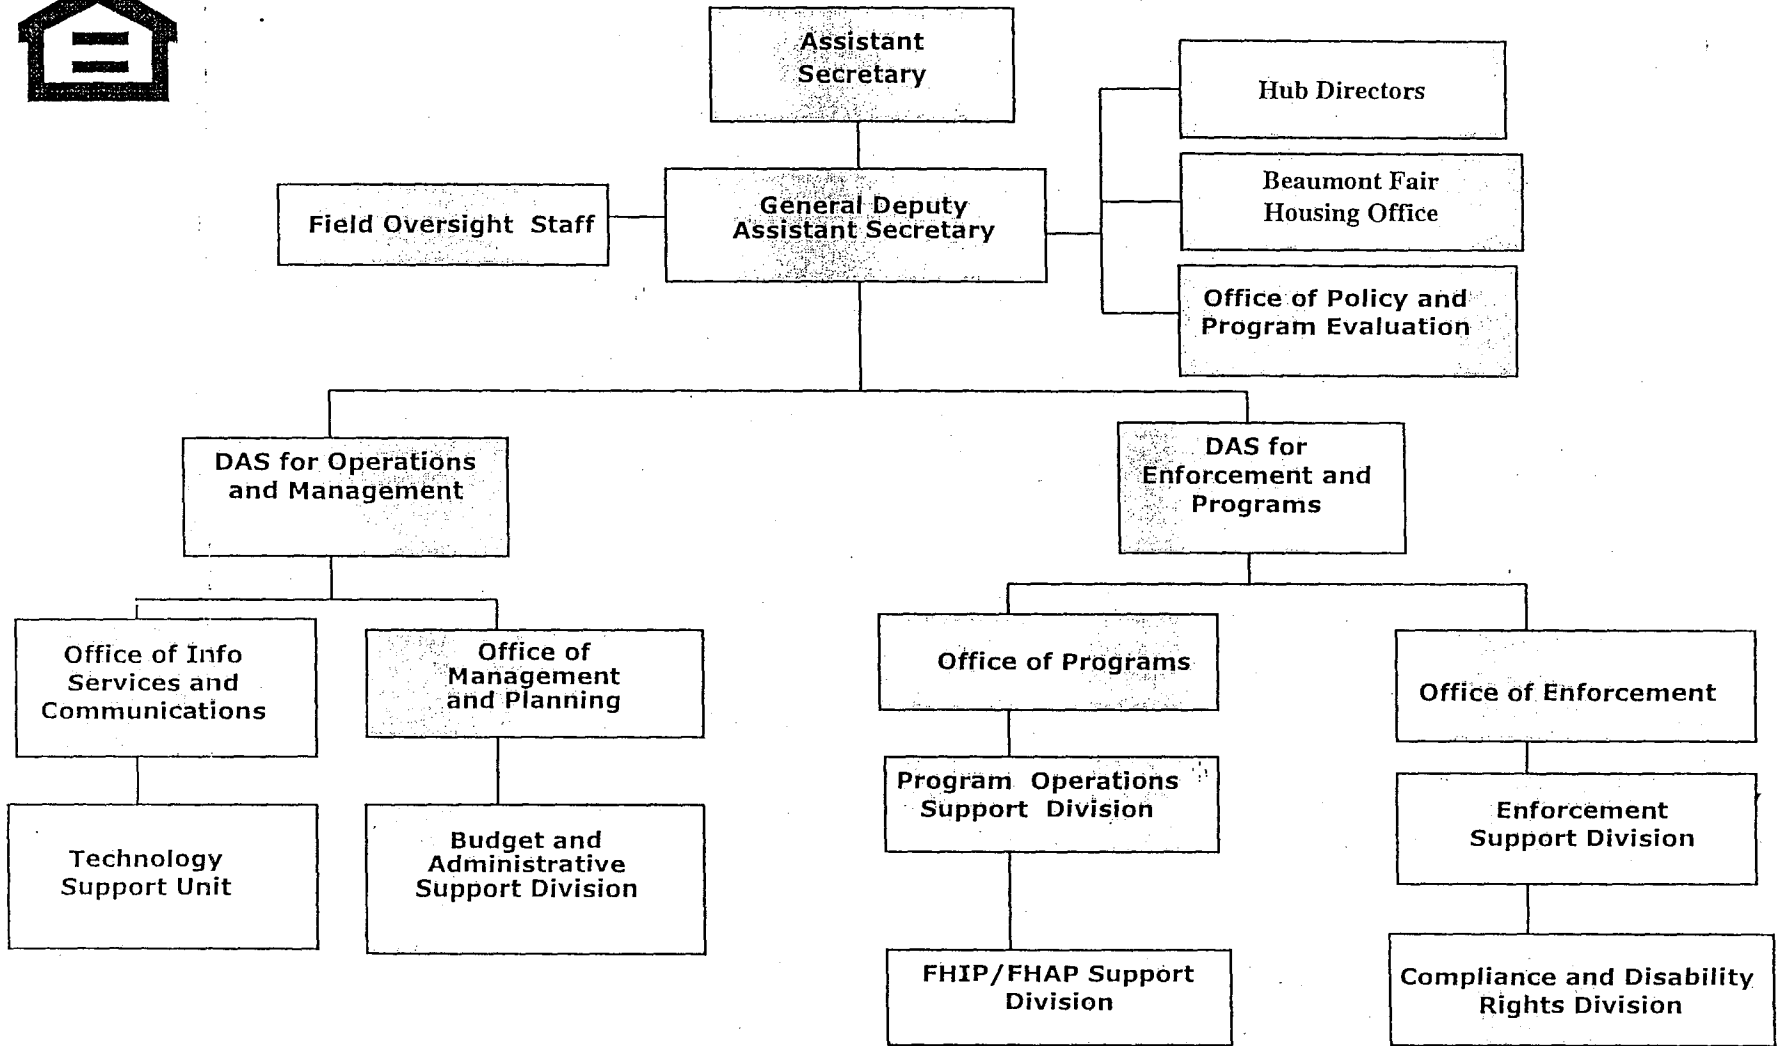 Assistant
Secretary
Hub Directors
Beaumont Fair
Housing Office
Field Oversight Staff
General Deputy
Assistant Secretary
Office of Policy and
Program Evaluation
DAS for Operations
and Management
DAS for
Enforcement and
Programs
Office of Info
Services and
Communications
Office of
Management
and Planning
Office of Programs
Office of Enforcement
Technology
Support Unit
Budget and
Administrative
Support Division
Program Operations
Support Division
Enforcement
Support Division
FHIP/FHAP Support
Division
Compliance and Disability
Rights Division